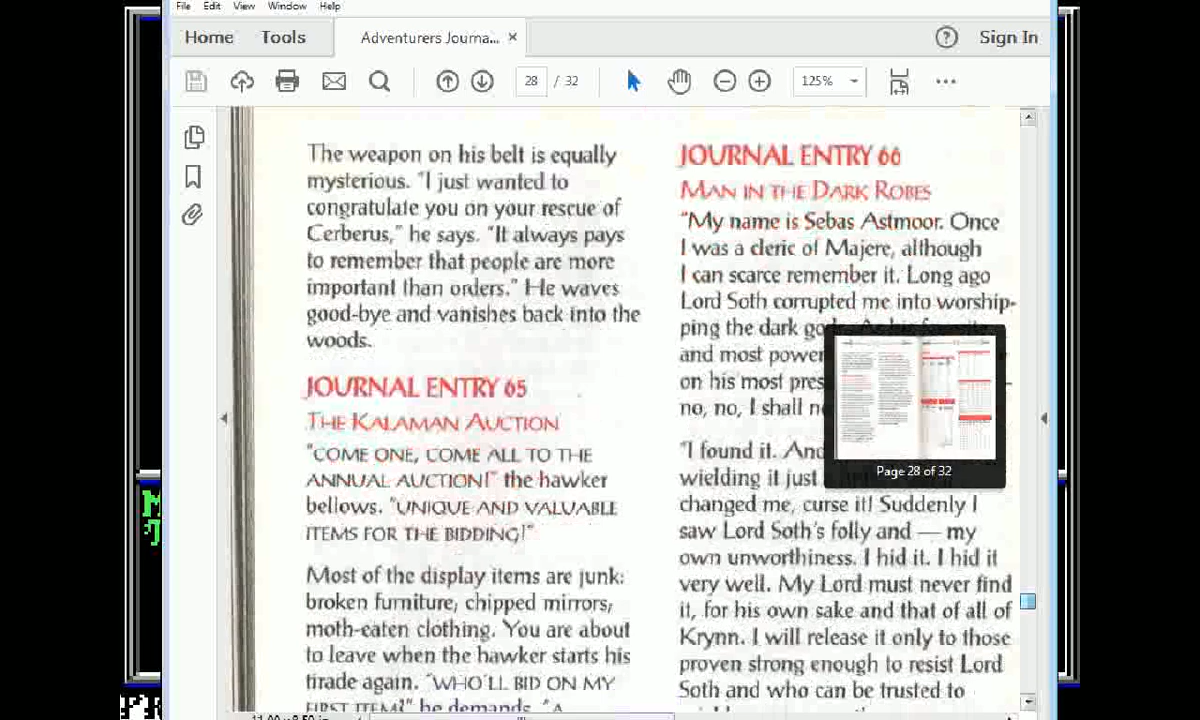 File Edit View Window Help
Home Tools Adventurers Journa... × Sign In
28 / 32 125%
The weapon on his belt is equally
mysterious. "I just wanted to
congratulate you on your rescue of
Cerberus," he says. "It always pays
to remember that people are more
important than orders." He waves
good-bye and vanishes back into the
woods.
JOURNAL ENTRY 65
THE KALAMAN AUCTION
"COME ONE, COME ALL TO THE
ANNUAL AUCTION!" the hawker
bellows. "UNIQUE AND VALUABLE
ITEMS FOR THE BIDDING!"
Most of the display items are junk:
broken furniture, chipped mirrors,
moth-eaten clothing. You are about
to leave when the hawker starts his
tirade again. "WHO'LL BID ON MY
FIRST ITEM?" he demands. "A
JOURNAL ENTRY 66
MAN IN THE DARK ROBES
"My name is Sebas Astmoor. Once
I was a cleric of Majere, although
I can scarce remember it. Long ago
Lord Soth corrupted me into worship-
ping the dark
and most
on his most
no, no, I shall
"I found it.
wielding it just
changed me, curse it! Suddenly I
saw Lord Soth's folly and — my
own unworthiness. I hid it. I hid it
very well. My Lord must never find
it, for his own sake and that of all of
Krynn. I will release it only to those
proven strong enough to resist Lord
Soth and who can be trusted to
Page 28 of 32